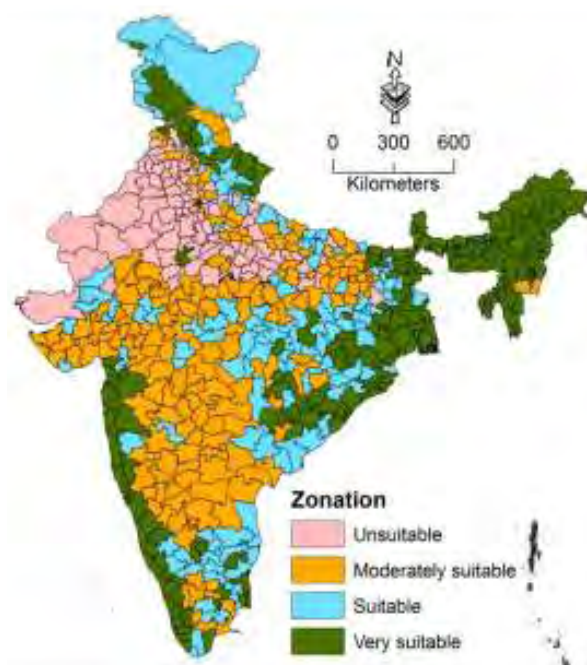 N
0 300 600
Kilometers
Zonation
Unsuitable
Moderately suitable
Suitable
Very suitable